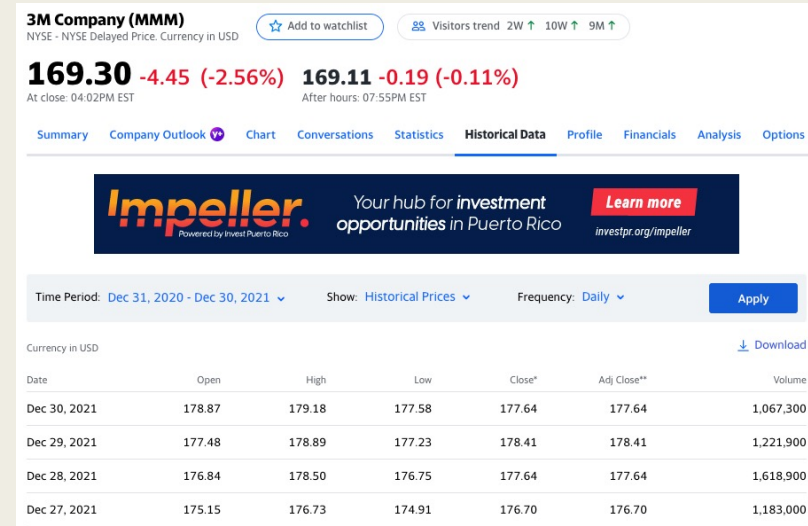 3M Company (MMM)
NYSE - NYSE Delayed Price. Currency in USD
Add to watchlist
Visitors trend 2W ↑ 10W ↑ 9M ↑
169.30 -4.45 (-2.56%) 169.11 -0.19 (-0.11%)
At close: 04:02PM EST After hours: 07:55PM EST
Summary Company Outlook Y+ Chart Conversations Statistics Historical Data Profile Financials Analysis Options
Impeller.
Powered by Invest Puerto Rico
Your hub for investment
opportunities in Puerto Rico
Learn more
investpr.org/impeller
Time Period: Dec 31, 2020 - Dec 30, 2021 Show: Historical Prices Frequency: Daily Apply
Currency in USD Download
Date Open High Low Close* Adj Close** Volume
Dec 30, 2021 178.87 179.18 177.58 177.64 177.64 1,067,300
Dec 29, 2021 177.48 178.89 177.23 178.41 178.41 1,221,900
Dec 28, 2021 176.84 178.50 176.75 177.64 177.64 1,618,900
Dec 27, 2021 175.15 176.73 174.91 176.70 176.70 1,183,000